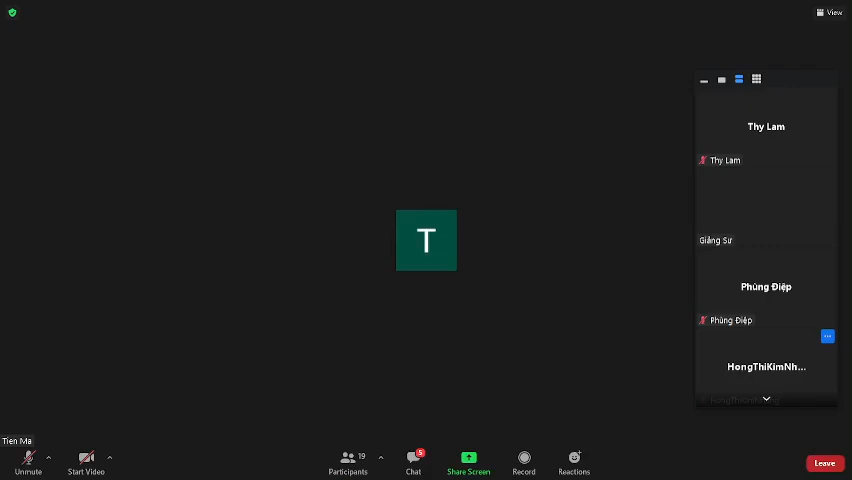 View
Thy Lam
Thy Lam
Giảng Sư
Phùng Điệp
Phùng Điệp
HongThiKimNh...
T
Tien Ma
Unmute
Start Video
Participants
19
Chat
5
Share Screen
Record
Reactions
Leave